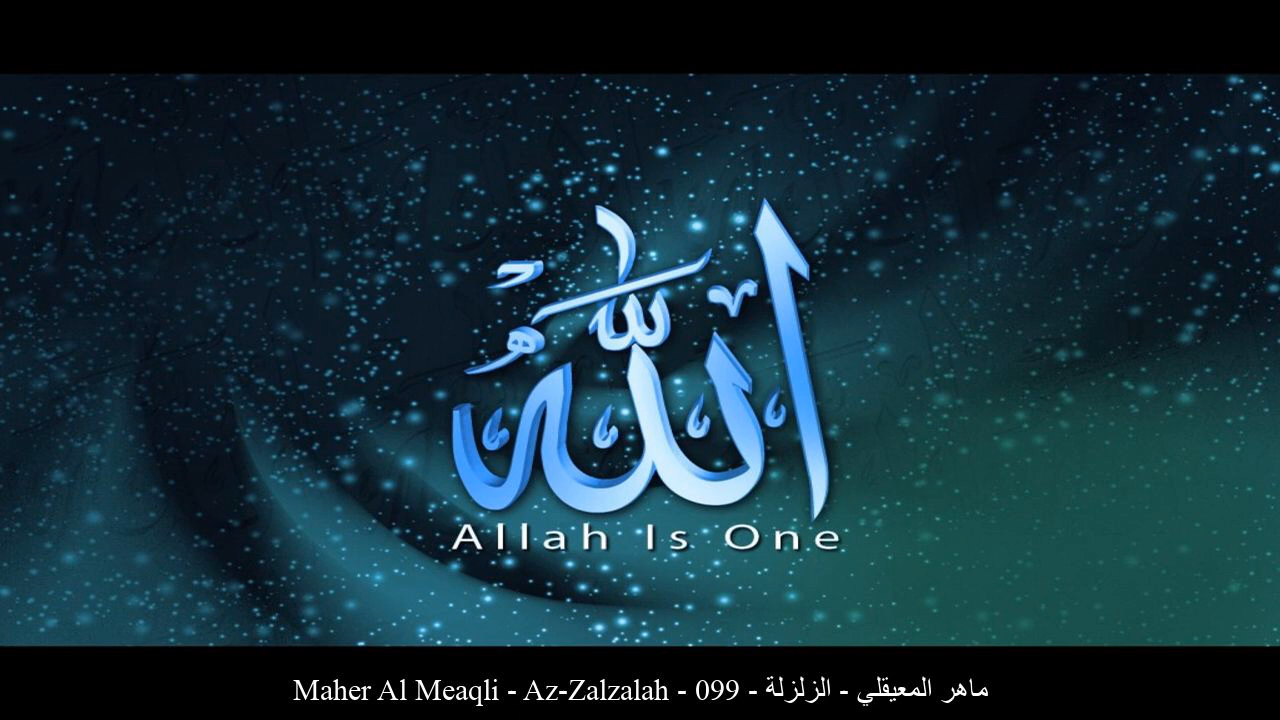 اللهُ
Allah Is One
Maher Al Meaqli - Az-Zalzalah - 099 - ماهر المعيقلي - الزلزلة